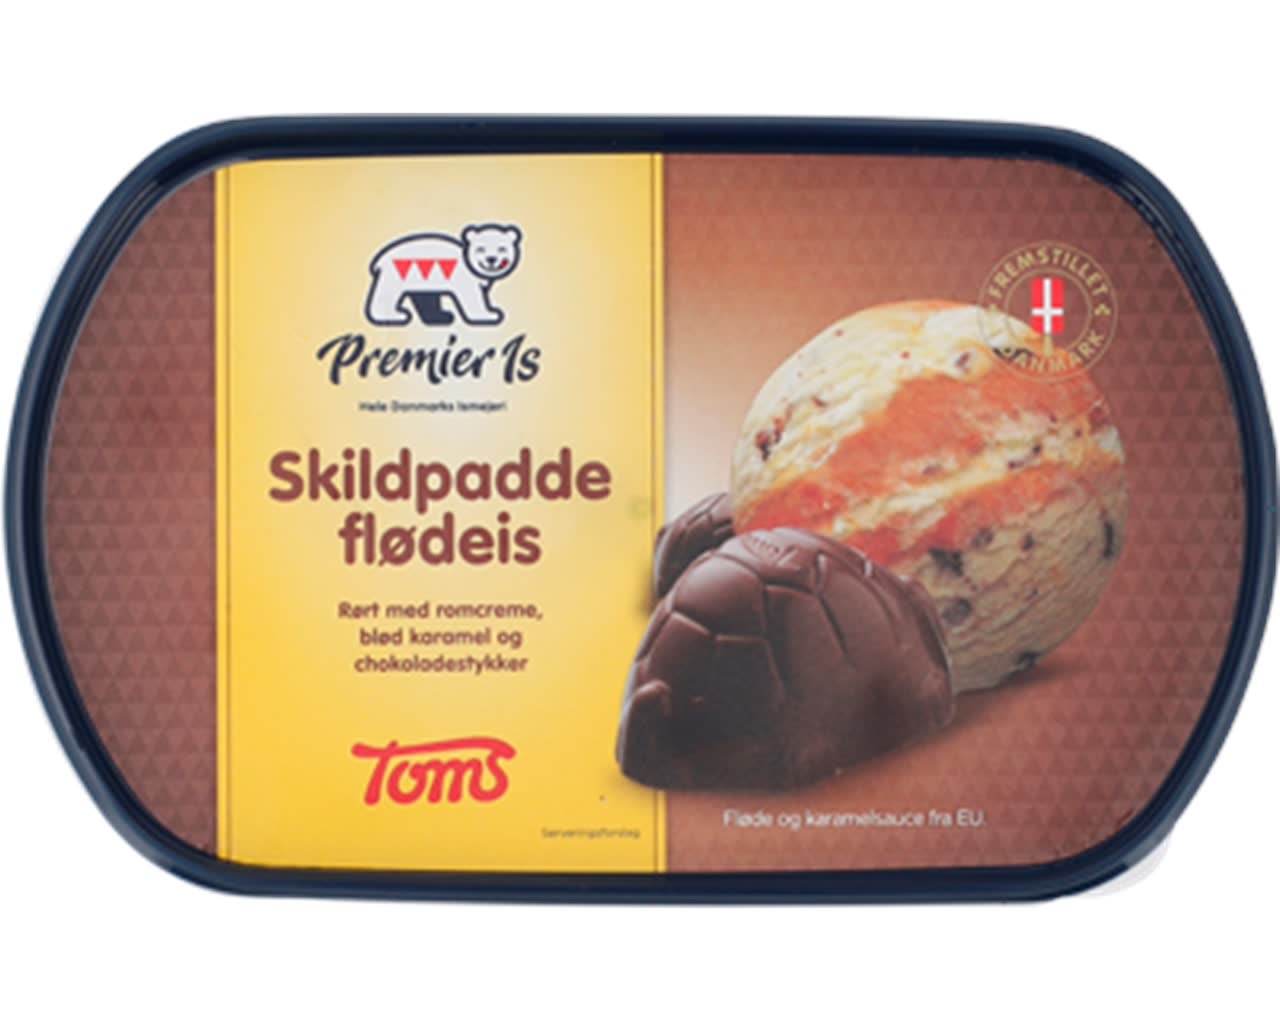 Premier Is
Hele Danmarks Ismejeri
Skildpadde
flødeis
Rørt med romcreme,
blød karamel og
chokoladestykker
Toms
Serveringsforslag
FREMSTILLET I
DANMARK
Fløde og karamelsauce fra EU.